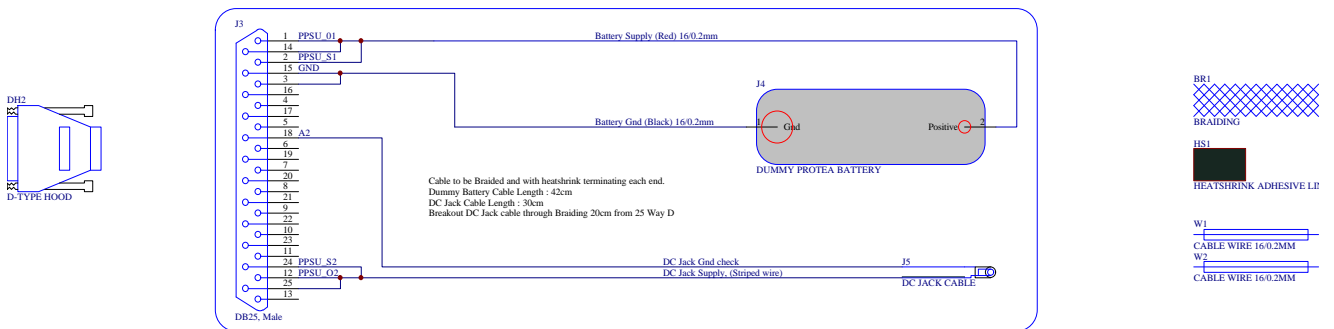 J3
1 PPSU_01
14
2 PPSU_S1
15 GND
3
16
4
17
5
18 A2
6
19
7
20
8
21
9
22
10
23
11
24 PPSU_S2
12 PPSU_O2
25
13
DB25, Male
DH2
D-TYPE HOOD
Battery Supply (Red) 16/0.2mm
Battery Gnd (Black) 16/0.2mm
J4
1 Gnd
Positive 2
DUMMY PROTEA BATTERY
Cable to be Braided and with heatshrink terminating each end.
Dummy Battery Cable Length : 42cm
DC Jack Cable Length : 30cm
Breakout DC Jack cable through Braiding 20cm from 25 Way D
DC Jack Gnd check
DC Jack Supply, (Striped wire)
J5
DC JACK CABLE
BR1
BRAIDING
HS1
HEATSHRINK ADHESIVE LIN
W1
CABLE WIRE 16/0.2MM
W2
CABLE WIRE 16/0.2MM